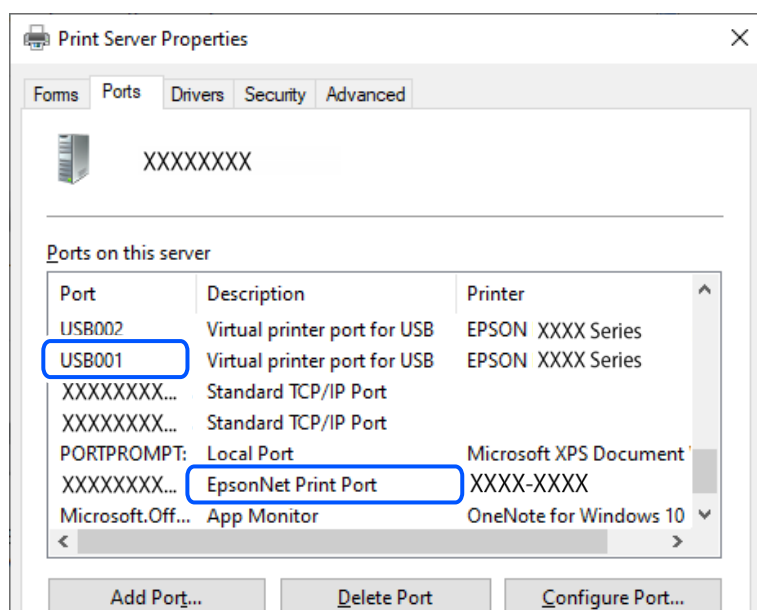 Print Server Properties
Forms Ports Drivers Security Advanced
XXXXXXXX
Ports on this server
Port Description Printer
USB002 Virtual printer port for USB EPSON XXXX Series
USB001 Virtual printer port for USB EPSON XXXX Series
XXXXXXXX... Standard TCP/IP Port
XXXXXXXX... Standard TCP/IP Port
PORTPROMPT: Local Port Microsoft XPS Document
XXXXXXXX... EpsonNet Print Port XXXX-XXXX
Microsoft.Off... App Monitor OneNote for Windows 10
Add Port... Delete Port Configure Port...